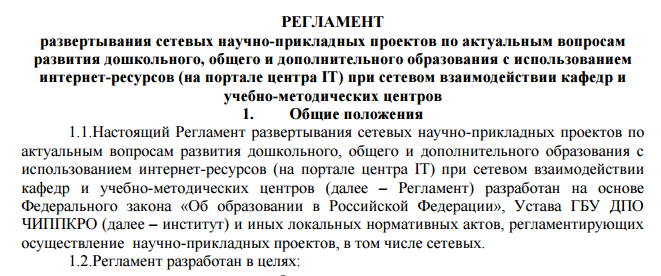 РЕГЛАМЕНТ
развертывания сетевых научно-прикладных проектов по актуальным вопросам
развития дошкольного, общего и дополнительного образования с использованием
интернет-ресурсов (на портале центра IT) при сетевом взаимодействии кафедр и
учебно-методических центров
1. Общие положения
1.1.Настоящий Регламент развертывания сетевых научно-прикладных проектов по
актуальным вопросам развития дошкольного, общего и дополнительного образования с
использованием интернет-ресурсов (на портале центра IT) при сетевом взаимодействии
кафедр и учебно-методических центров (далее – Регламент) разработан на основе
Федерального закона «Об образовании в Российской Федерации», Устава ГБУ ДПО
ЧИППКРО (далее – институт) и иных локальных нормативных актов, регламентирующих
осуществление научно-прикладных проектов, в том числе сетевых.
1.2.Регламент разработан в целях: